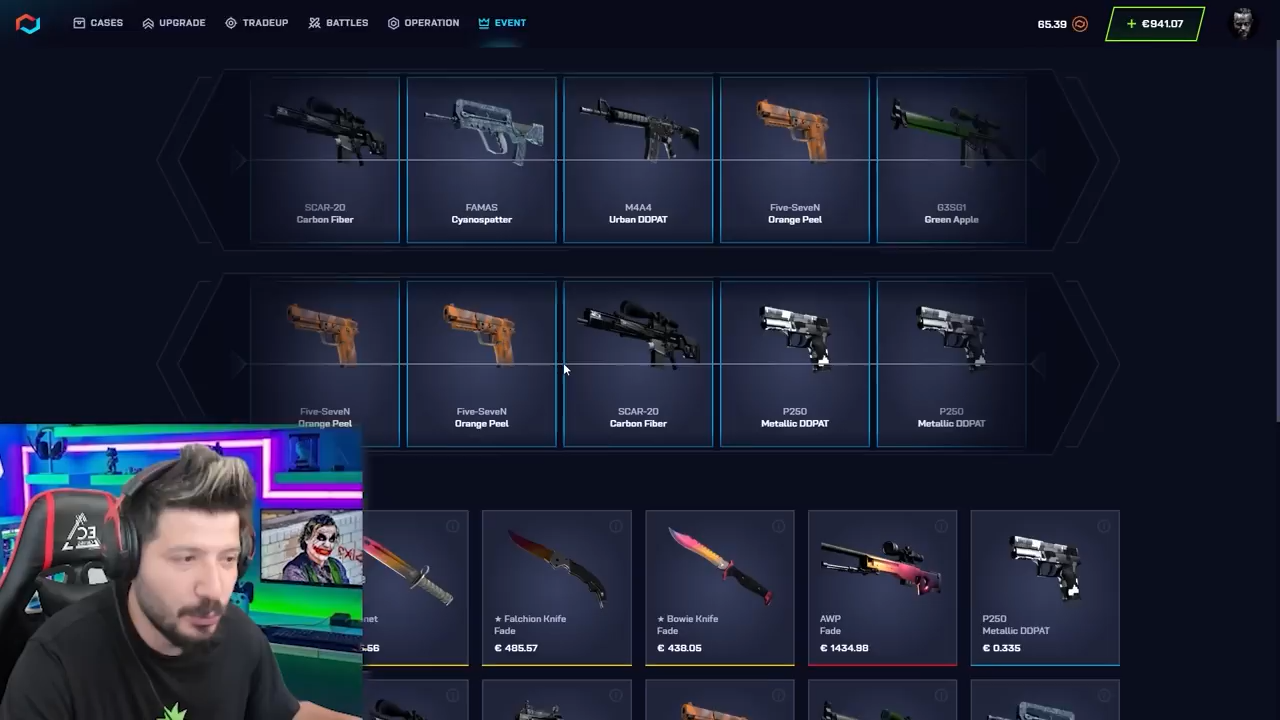 CASES UPGRADE TRADEUP BATTLES OPERATION EVENT 65.39 + €941.07
SCAR-20 FAMAS M4A4 Five-SeveN G3SG1
Carbon Fiber Cyanospatter Urban DDPAT Orange Peel Green Apple
Five-SeveN Five-SeveN SCAR-20 P250 P250
Orange Peel Orange Peel Carbon Fiber Metallic DDPAT Metallic DDPAT
net ★ Falchion Knife ★ Bowie Knife AWP P250
Fade Fade Fade Metallic DDPAT
5.56 € 485.57 € 438.05 € 1434.98 € 0.335